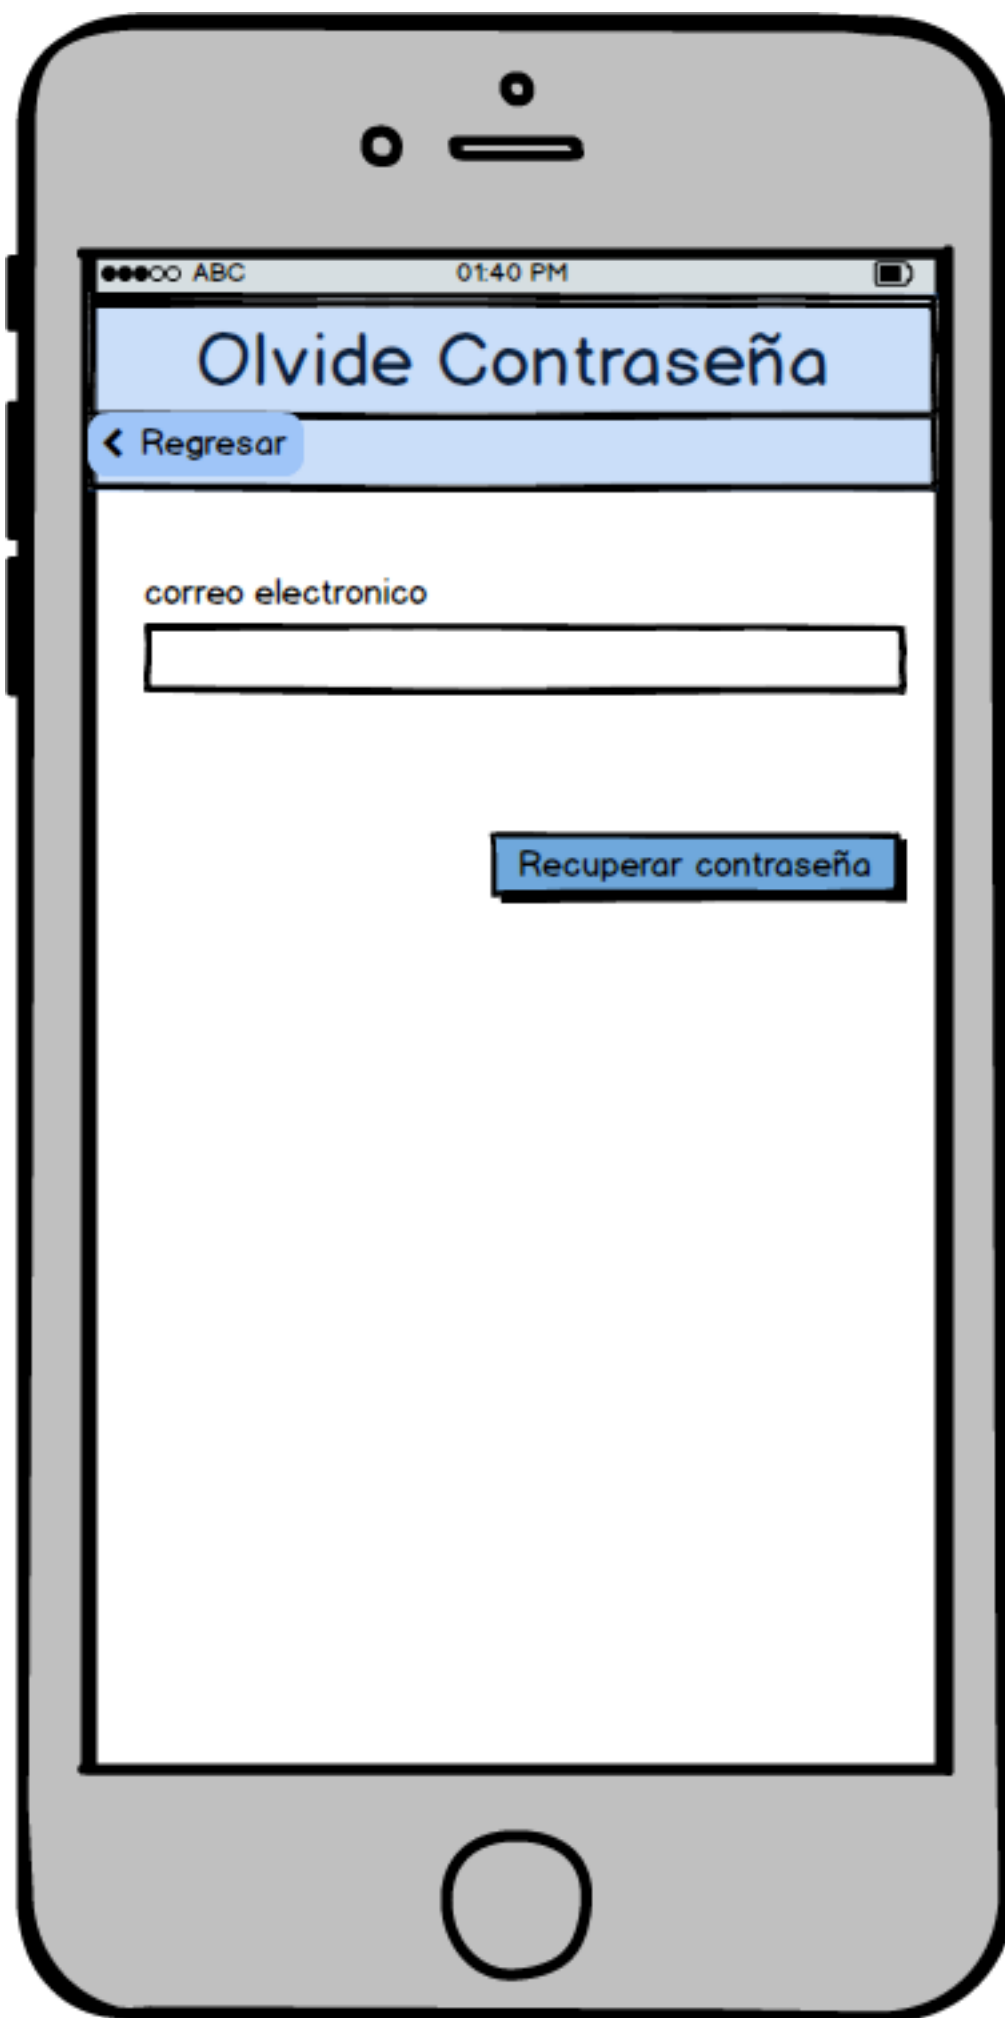 ABC 01:40 PM
Olvide Contraseña
Regresar
correo electronico
Recuperar contraseña